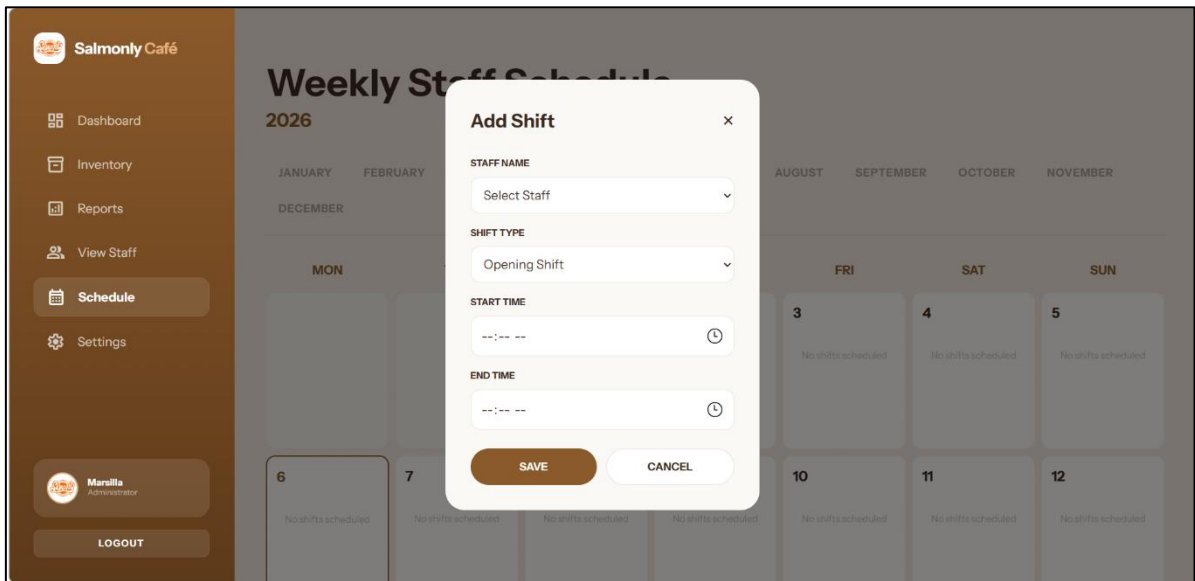 Salmonly Café
Dashboard
Inventory
Reports
View Staff
Schedule
Settings
Marsilla
Administrator
LOGOUT
Weekly Staff Schedule
2026
JANUARY FEBRUARY AUGUST SEPTEMBER OCTOBER NOVEMBER
DECEMBER
MON FRI SAT SUN
3 4 5
No shifts scheduled No shifts scheduled No shifts scheduled
6 7 10 11 12
No shifts scheduled No shifts scheduled No shifts scheduled No shifts scheduled No shifts scheduled No shifts scheduled No shifts scheduled
Add Shift ×
STAFF NAME
Select Staff
SHIFT TYPE
Opening Shift
START TIME
--:-- --
END TIME
--:-- --
SAVE CANCEL